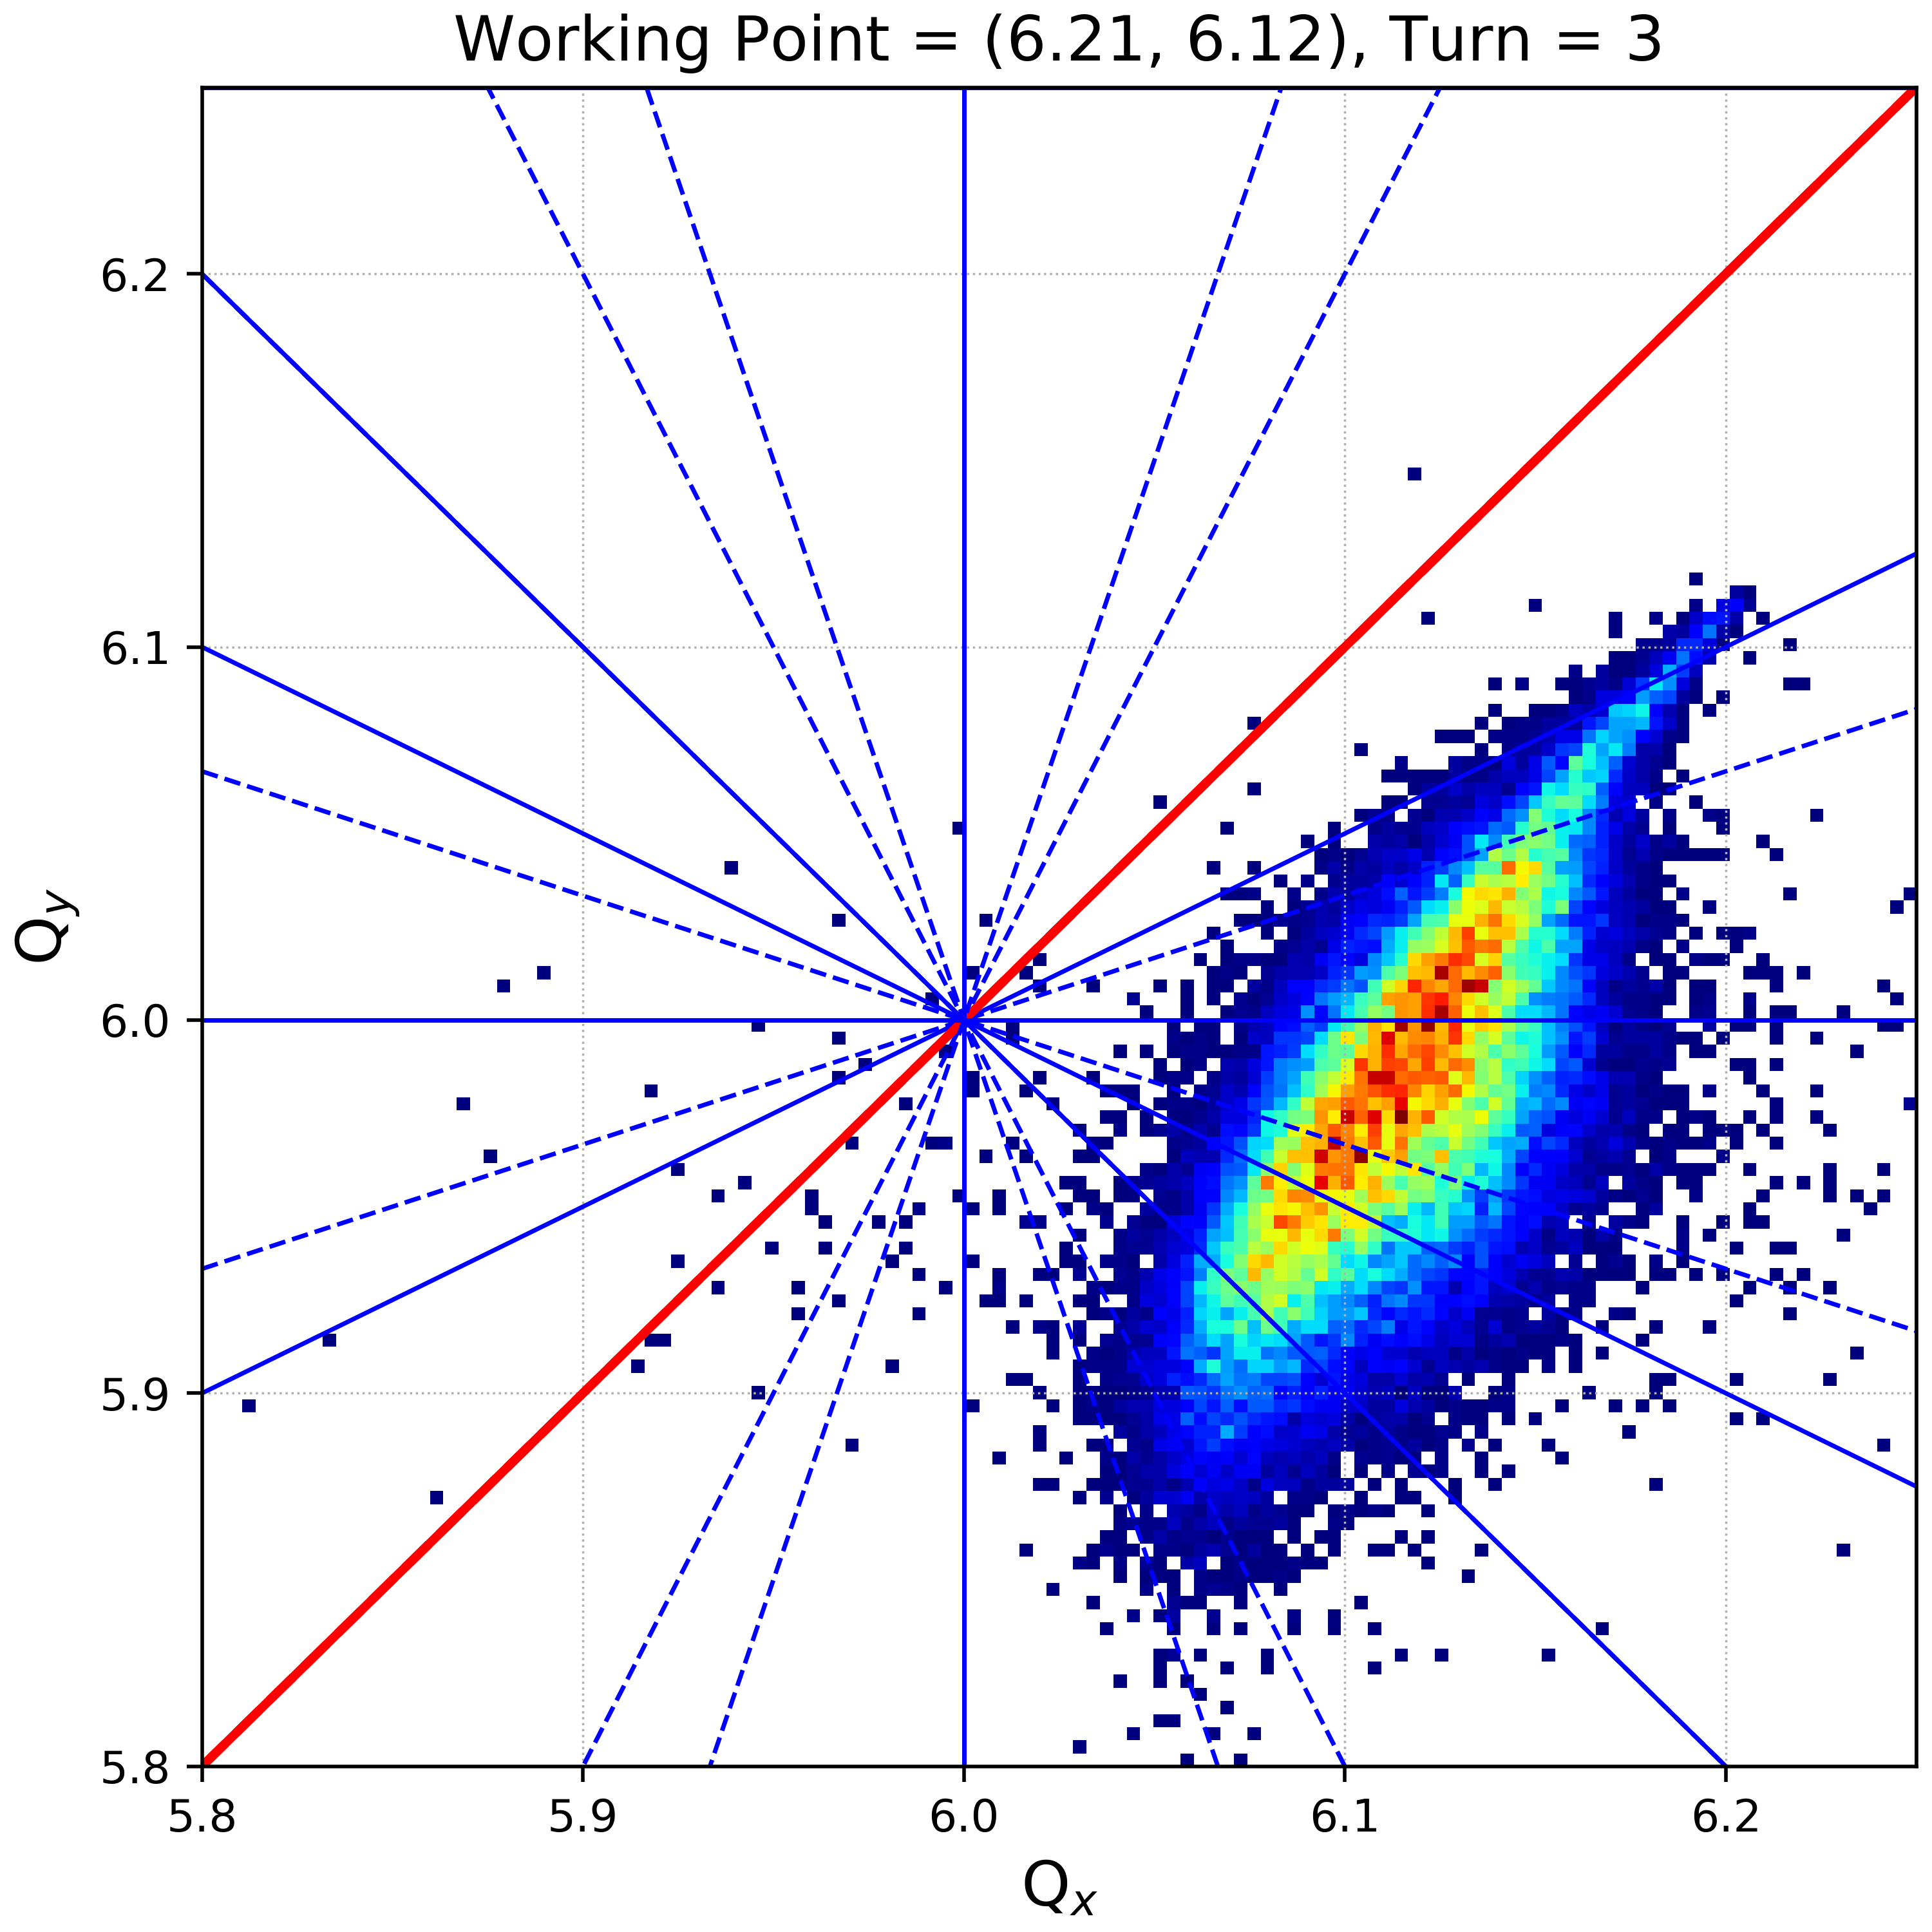 Working Point = (6.21, 6.12), Turn = 3
6.2
6.1
6.0
5.9
5.8
Qy
5.8 5.9 6.0 6.1 6.2
Qx